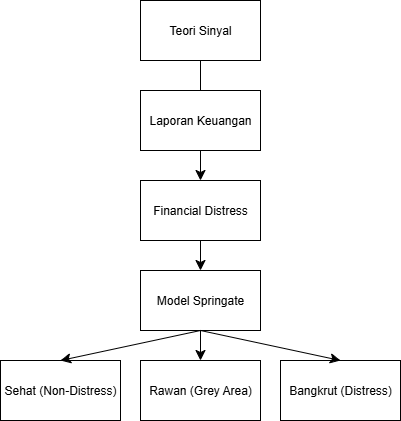 Teori Sinyal
Laporan Keuangan
Financial Distress
Model Springate
Sehat (Non-Distress)
Rawan (Grey Area)
Bangkrut (Distress)